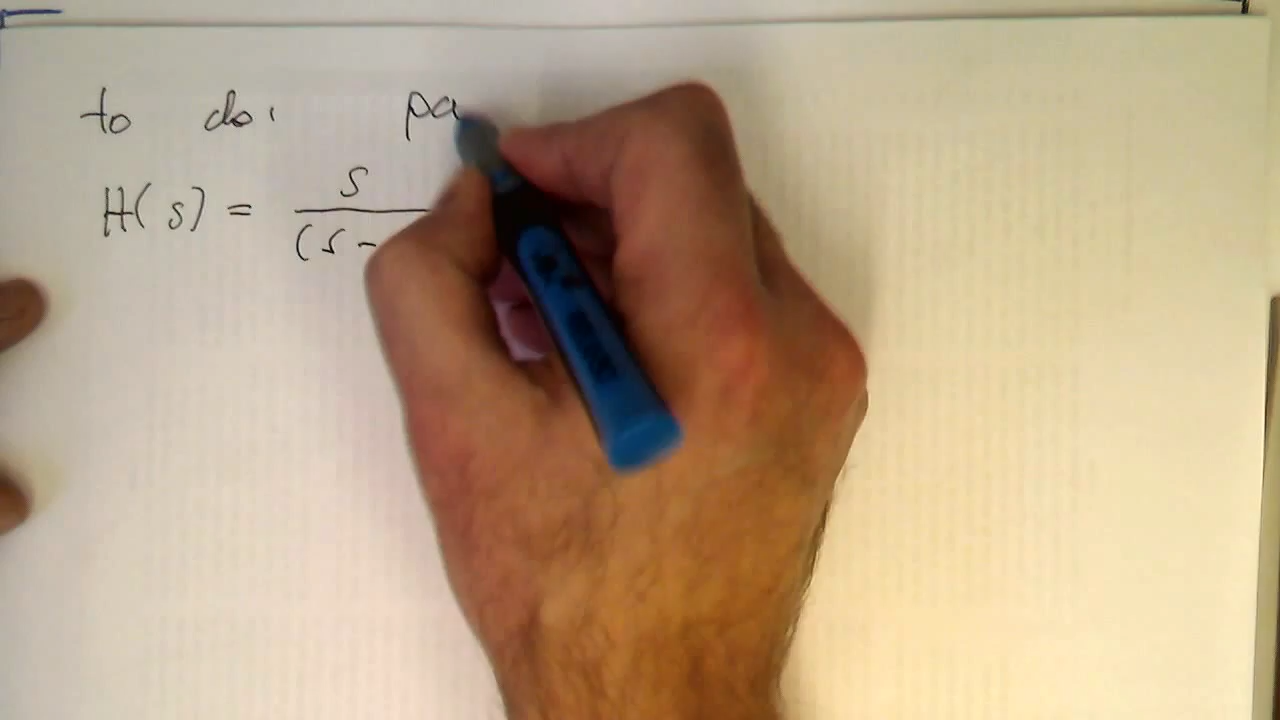 to do: pa
H(s) = s / (s -